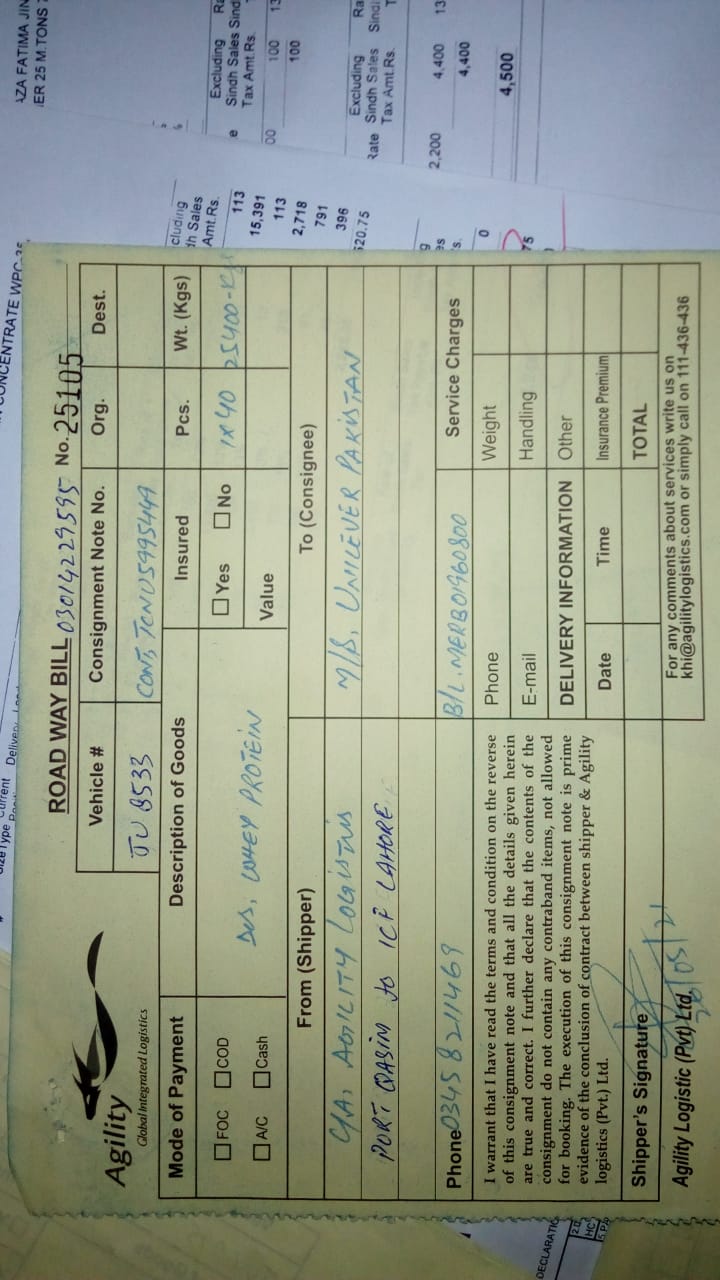 SizeType Current Delivery
CONCENTRATE WPC-35,
AZA FATIMA JIN
ER 25 M.TONS
ROAD WAY BILL 03014229595 No. 25105
Agility
Global Integrated Logistics
Vehicle # Consignment Note No. Org. Dest.
JU 8533 CONT, TCNU5995449
Mode of Payment Description of Goods Insured Pcs. Wt. (Kgs)
FOC COD Yes No 1x40 25400-Kgs
WHEY PROTEIN
A/C Cash Value
From (Shipper) To (Consignee)
C/A, AGILITY LOGISTICS M/S, UNILEVER PAKISTAN
PORT QASIM to ICF LAHORE
Phone 03458211469 B/L. MERB01960800 Service Charges
I warrant that I have read the terms and condition on the reverse
of this consignment note and that all the details given herein
are true and correct. I further declare that the contents of the
consignment do not contain any contraband items, not allowed
for booking. The execution of this consignment note is prime
evidence of the conclusion of contract between shipper & Agility
logistics (Pvt.) Ltd.
Phone Weight
E-mail Handling
DELIVERY INFORMATION Other
Date Time Insurance Premium
Shipper's Signature TOTAL
26/05/21
Agility Logistic (Pvt) Ltd.
For any comments about services write us on
khi@agilitylogistics.com or simply call on 111-436-436
cluding
dh Sales
Amt.Rs.
113
15,391
113
2,718
791
396
520.75
0
75
Excluding
Sindh Sales Sind
Tax Amt.Rs.
00 100 13
100
Excluding Ra
Rate Sindh Sales Sindh
Tax Amt.Rs.
2,200 4,400 13
4,400
4,500
DECLARATIO